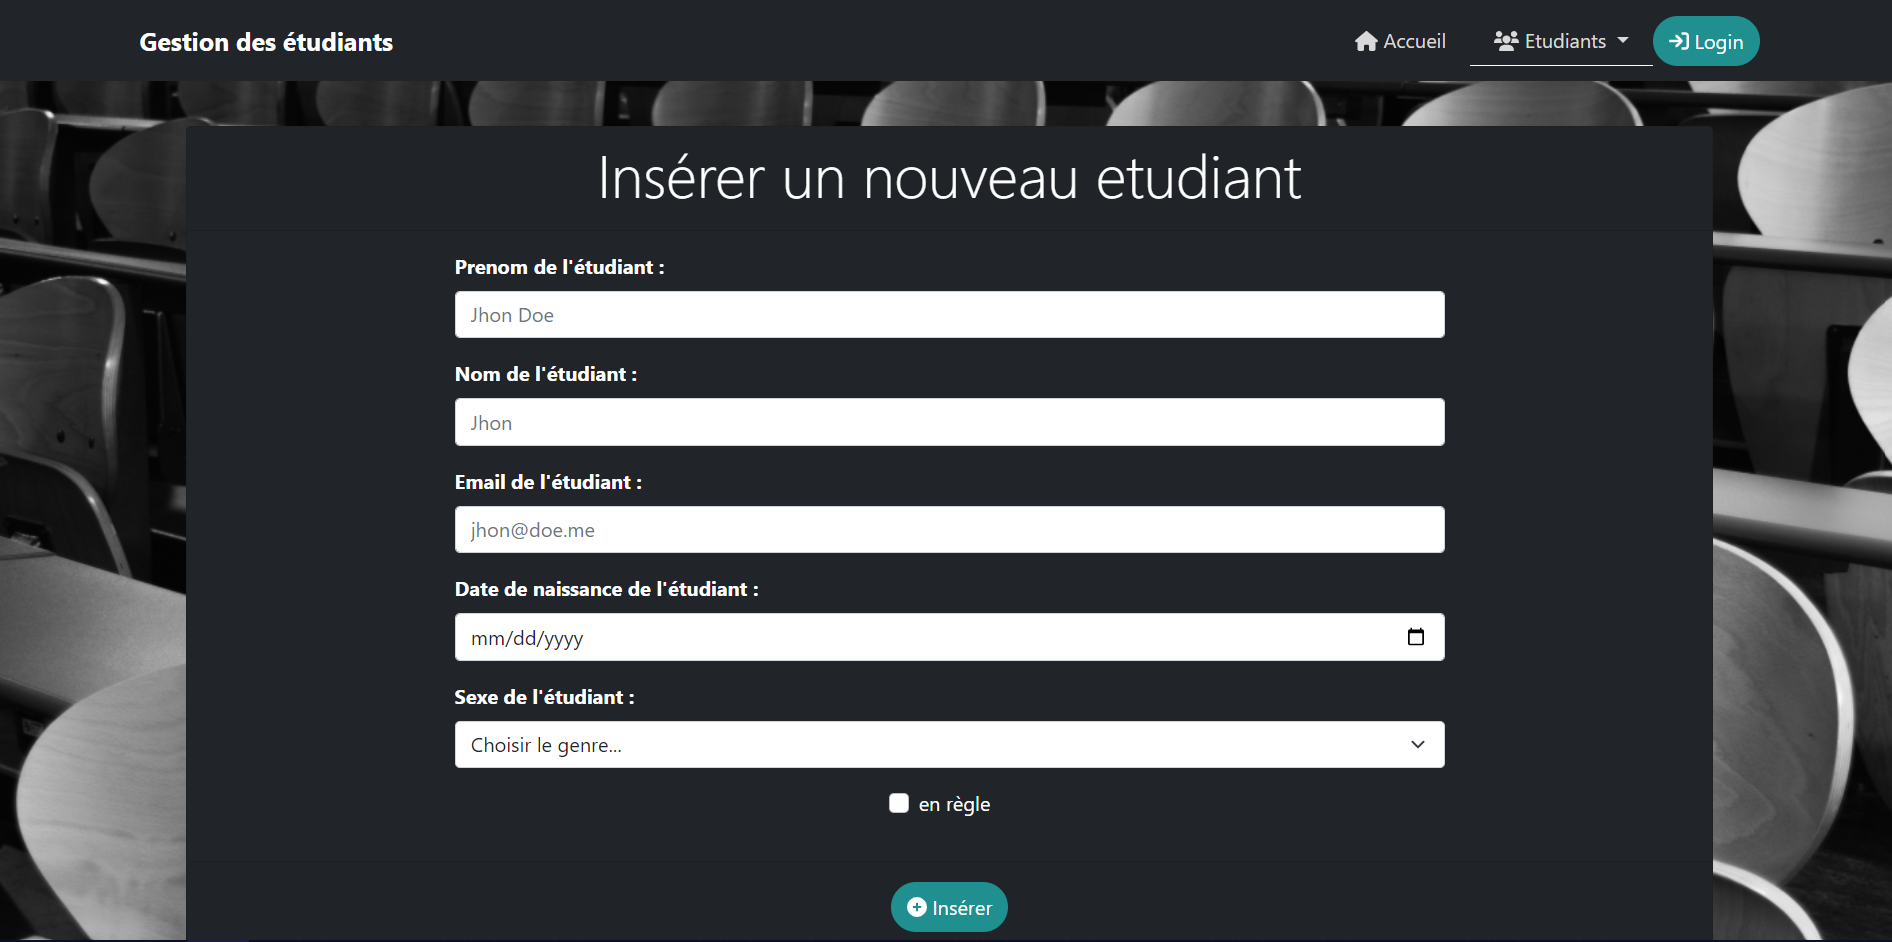 Gestion des étudiants
Accueil
Etudiants
Login
Insérer un nouveau etudiant
Prenom de l'étudiant :
Jhon Doe
Nom de l'étudiant :
Jhon
Email de l'étudiant :
jhon@doe.me
Date de naissance de l'étudiant :
mm/dd/yyyy
Sexe de l'étudiant :
Choisir le genre...
en règle
Insérer